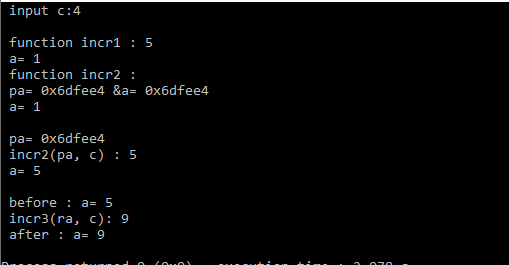 input c:4
function incr1 : 5
a= 1
function incr2 :
pa= 0x6dfee4 &a= 0x6dfee4
a= 1
pa= 0x6dfee4
incr2(pa, c) : 5
a= 5
before : a= 5
incr3(ra, c): 9
after : a= 9
Process returned 0 (0x0) execution time :